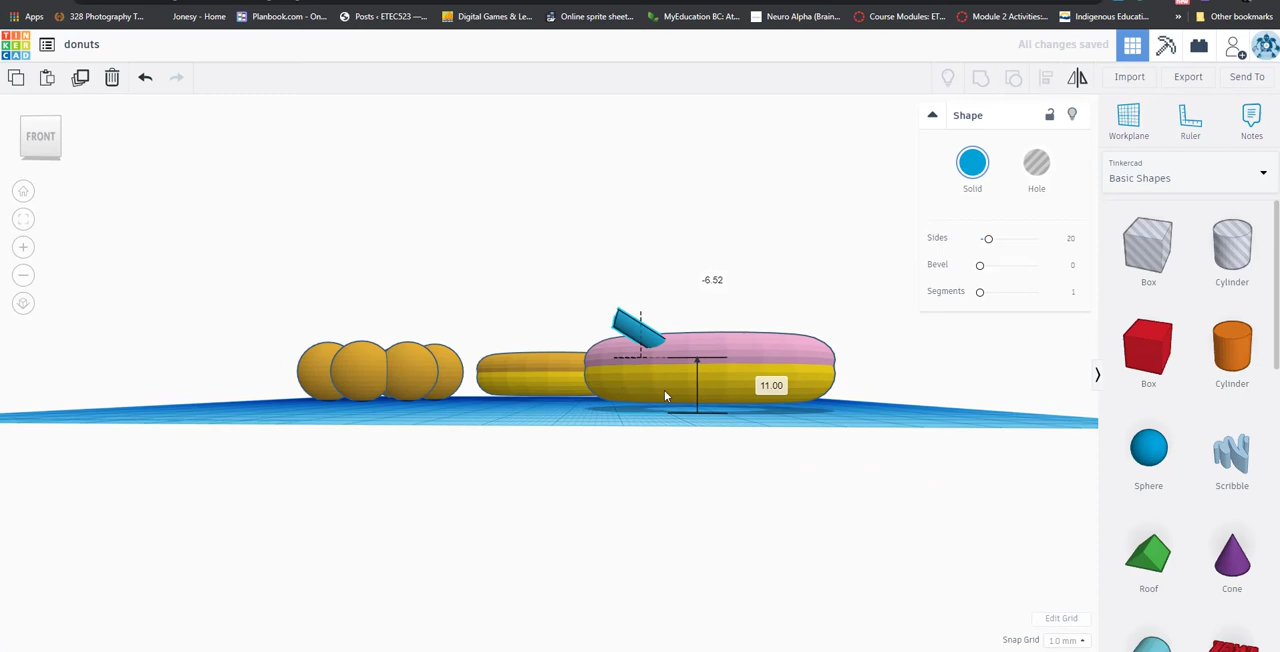 Apps 328 Photography T... Jonesy - Home Planbook.com - On... Posts ‹ ETEC523 —... Digital Games & Le... Online sprite sheet... MyEducation BC: At... Neuro Alpha (Brain... Course Modules: ET... Module 2 Activities:... Indigenous Educati... » Other bookmarks
TIN
KER
CAD
donuts
All changes saved
Import Export Send To
FRONT
Shape
Solid Hole
Sides 20
Bevel 0
Segments 1
-6.52
11.00
Workplane Ruler Notes
Tinkercad
Basic Shapes
Box Cylinder
Box Cylinder
Sphere Scribble
Roof Cone
Edit Grid
Snap Grid 1.0 mm